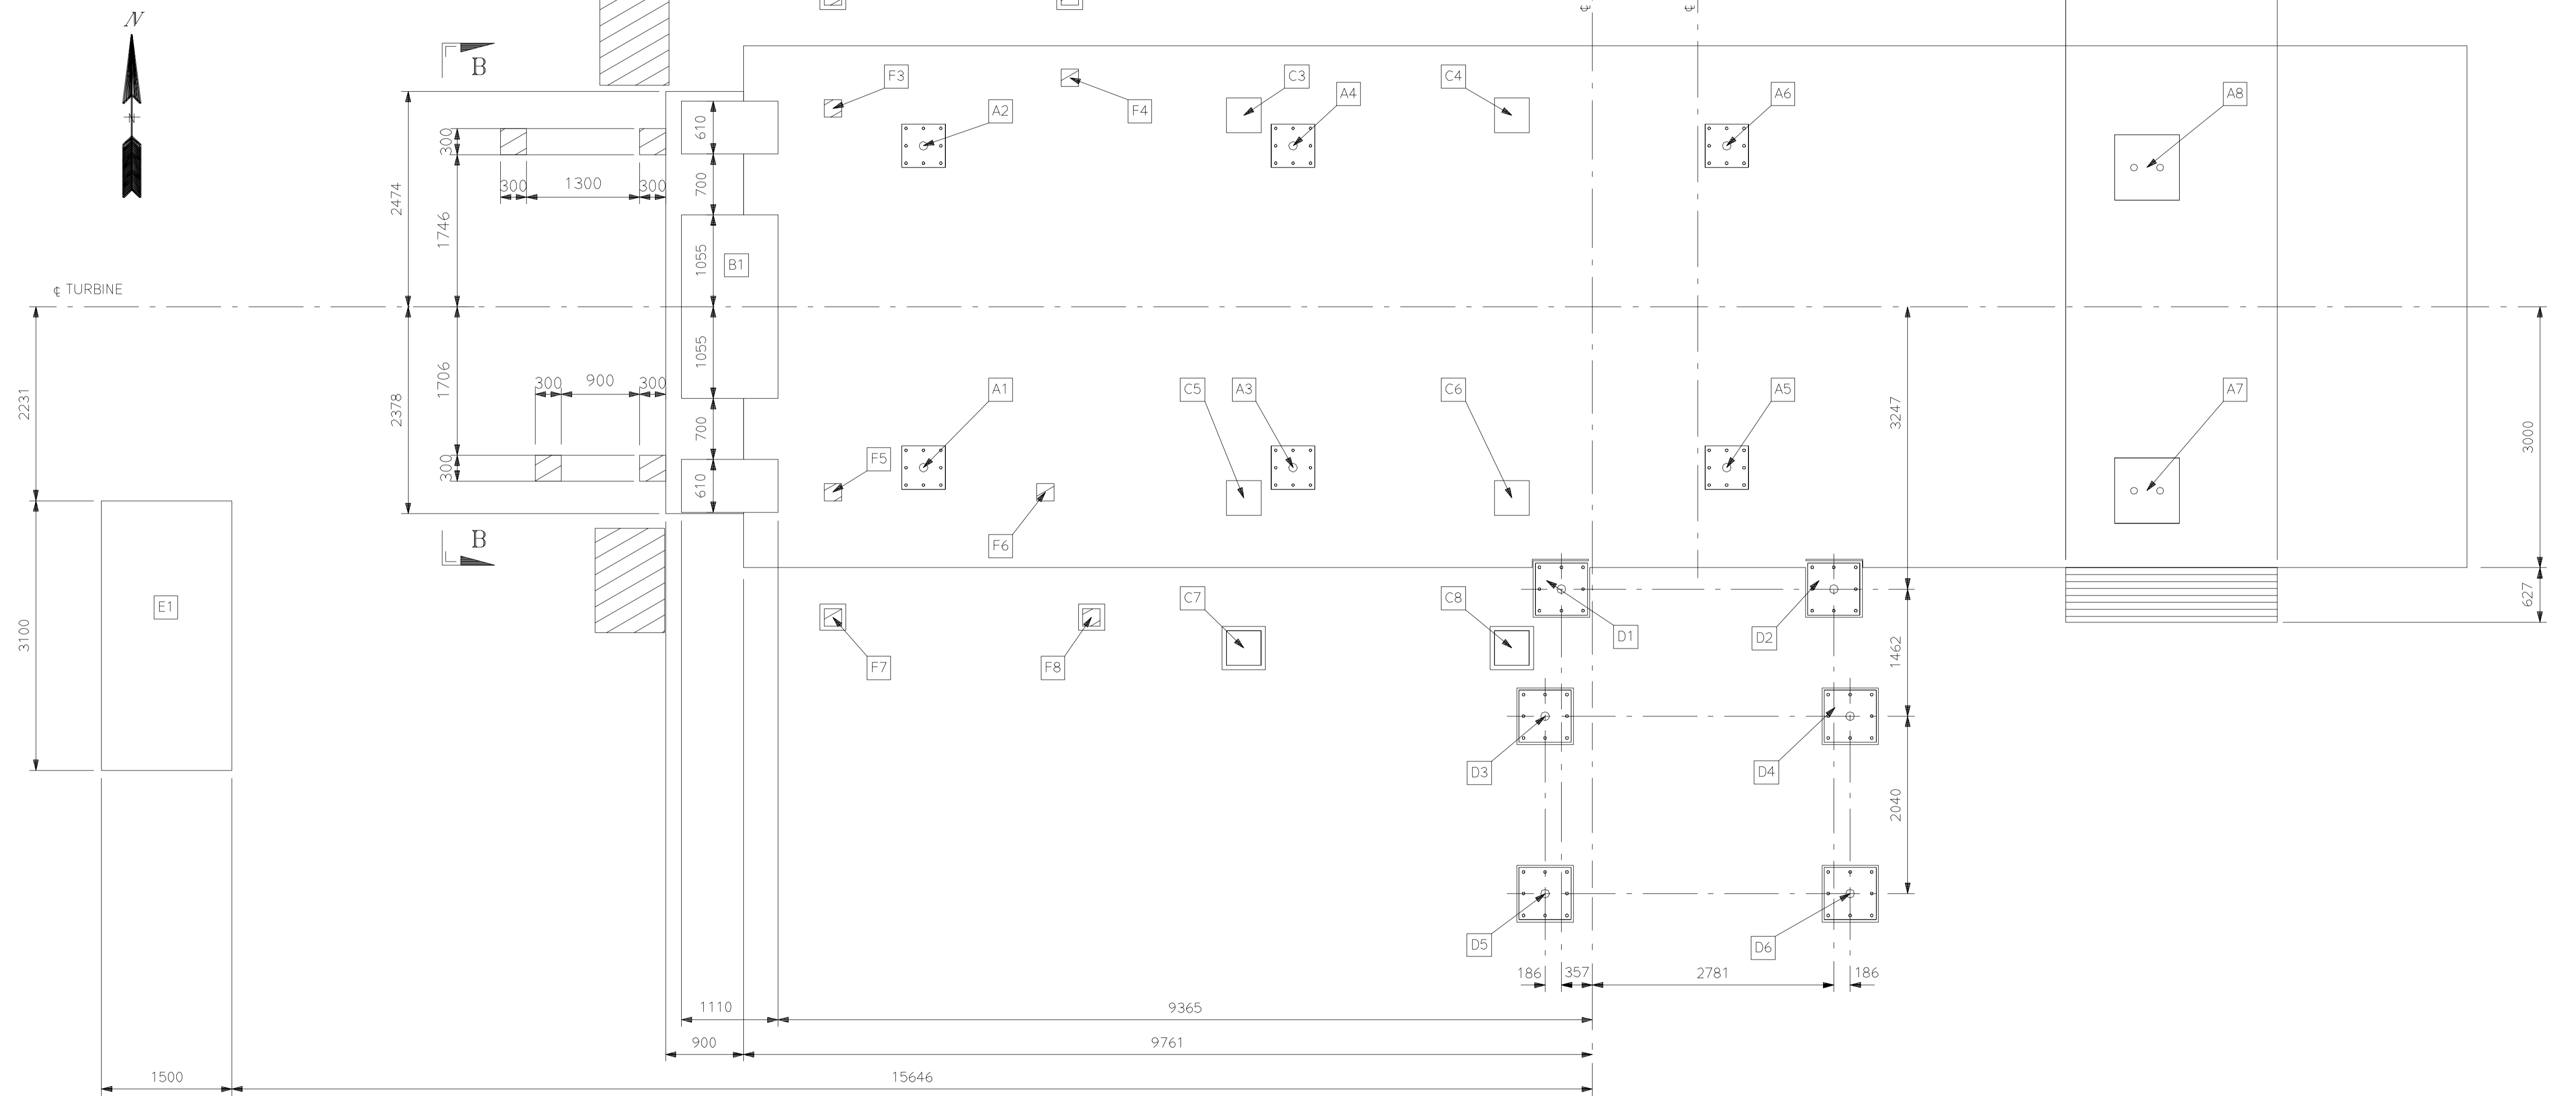 N
N
℄
℄
B
F3
F4
C3
C4
A2
A4
A6
A8
610
300
300
1300
300
700
2474
1746
1055
B1
℄ TURBINE
1055
1706
2378
300
900
300
2231
A1
C5
A3
C6
A5
A7
3247
3000
700
F5
300
610
F6
B
E1
3100
F7
F8
C7
C8
D1
D2
627
1462
D3
D4
2040
D5
D6
186
357
2781
186
1110
9365
900
9761
1500
15646